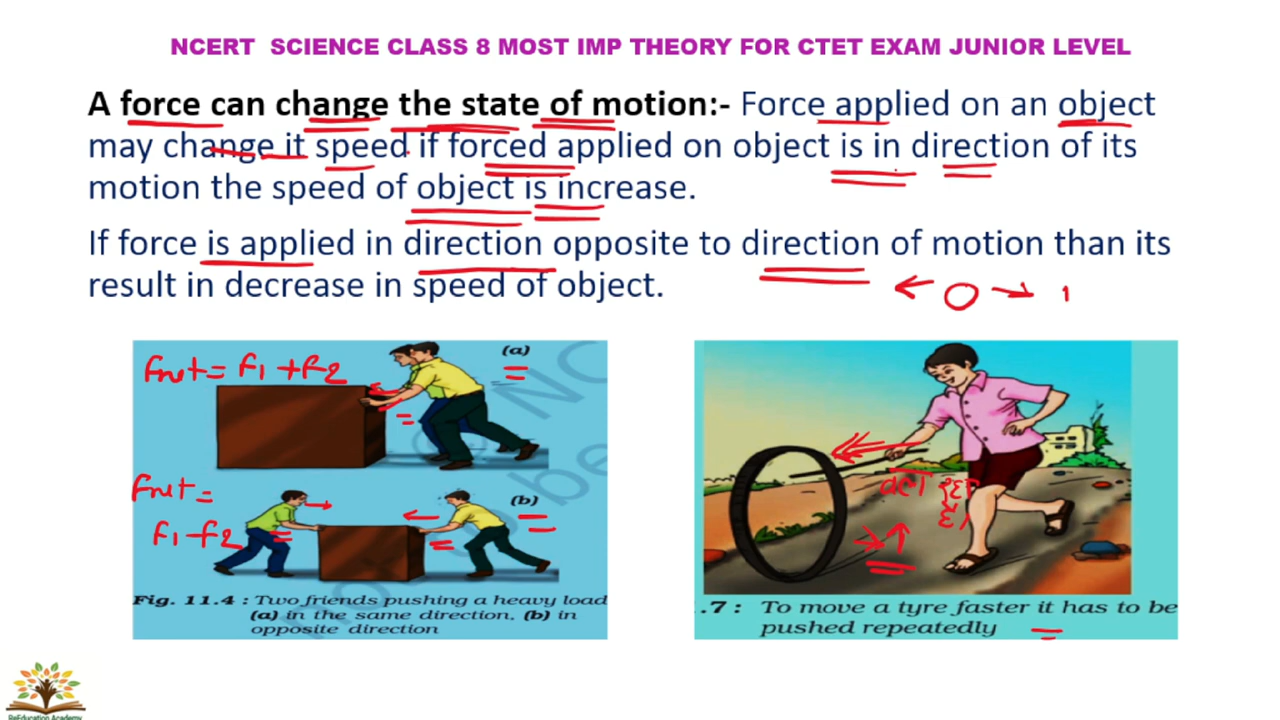 NCERT SCIENCE CLASS 8 MOST IMP THEORY FOR CTET EXAM JUNIOR LEVEL
A force can change the state of motion:- Force applied on an object
may change it speed if forced applied on object is in direction of its
motion the speed of object is increase.
If force is applied in direction opposite to direction of motion than its
result in decrease in speed of object.
Fnet = F1 + F2
(a)
Fnet =
F1 - F2
(b)
Fig. 11.4 : Two friends pushing a heavy load
(a) in the same direction, (b) in
opposite direction
.7 : To move a tyre faster it has to be
pushed repeatedly
ReEducation Academy